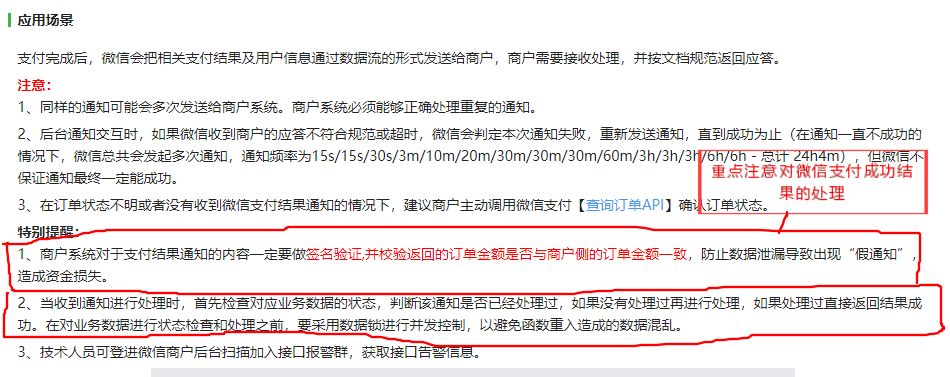 应用场景
支付完成后，微信会把相关支付结果及用户信息通过数据流的形式发送给商户，商户需要接收处理，并按文档规范返回应答。
注意：
1、同样的通知可能会多次发送给商户系统。商户系统必须能够正确处理重复的通知。
2、后台通知交互时，如果微信收到商户的应答不符合规范或超时，微信会判定本次通知失败，重新发送通知，直到成功为止（在通知一直不成功的
情况下，微信总共会发起多次通知，通知频率为15s/15s/30s/3m/10m/20m/30m/30m/30m/60m/3h/3h/3h/6h/6h - 总计 24h4m），但微信不
保证通知最终一定能成功。
重点注意对微信支付成功结
果的处理
3、在订单状态不明或者没有收到微信支付结果通知的情况下，建议商户主动调用微信支付【查询订单API】确认订单状态。
特别提醒：
1、商户系统对于支付结果通知的内容一定要做签名验证,并校验返回的订单金额是否与商户侧的订单金额一致，防止数据泄漏导致出现“假通知”，
造成资金损失。
2、当收到通知进行处理时，首先检查对应业务数据的状态，判断该通知是否已经处理过，如果没有处理过再进行处理，如果处理过直接返回结果成
功。在对业务数据进行状态检查和处理之前，要采用数据锁进行并发控制，以避免函数重入造成的数据混乱。
3、技术人员可登进微信商户后台扫描加入接口报警群，获取接口告警信息。